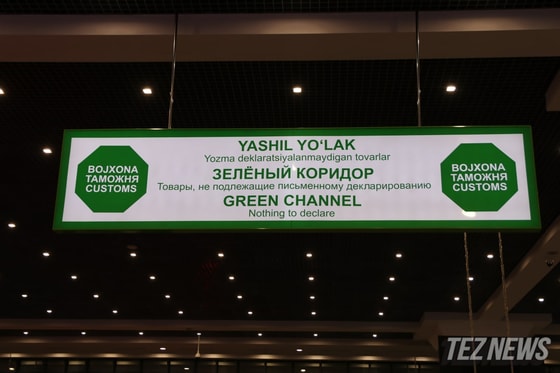 BOJXONA
ТАМОЖНЯ
CUSTOMS
YASHIL YO‘LAK
Yozma deklaratsiyalanmaydigan tovarlar
ЗЕЛЁНЫЙ КОРИДОР
Товары, не подлежащие письменному декларированию
GREEN CHANNEL
Nothing to declare
BOJXONA
ТАМОЖНЯ
CUSTOMS
TEZ NEWS